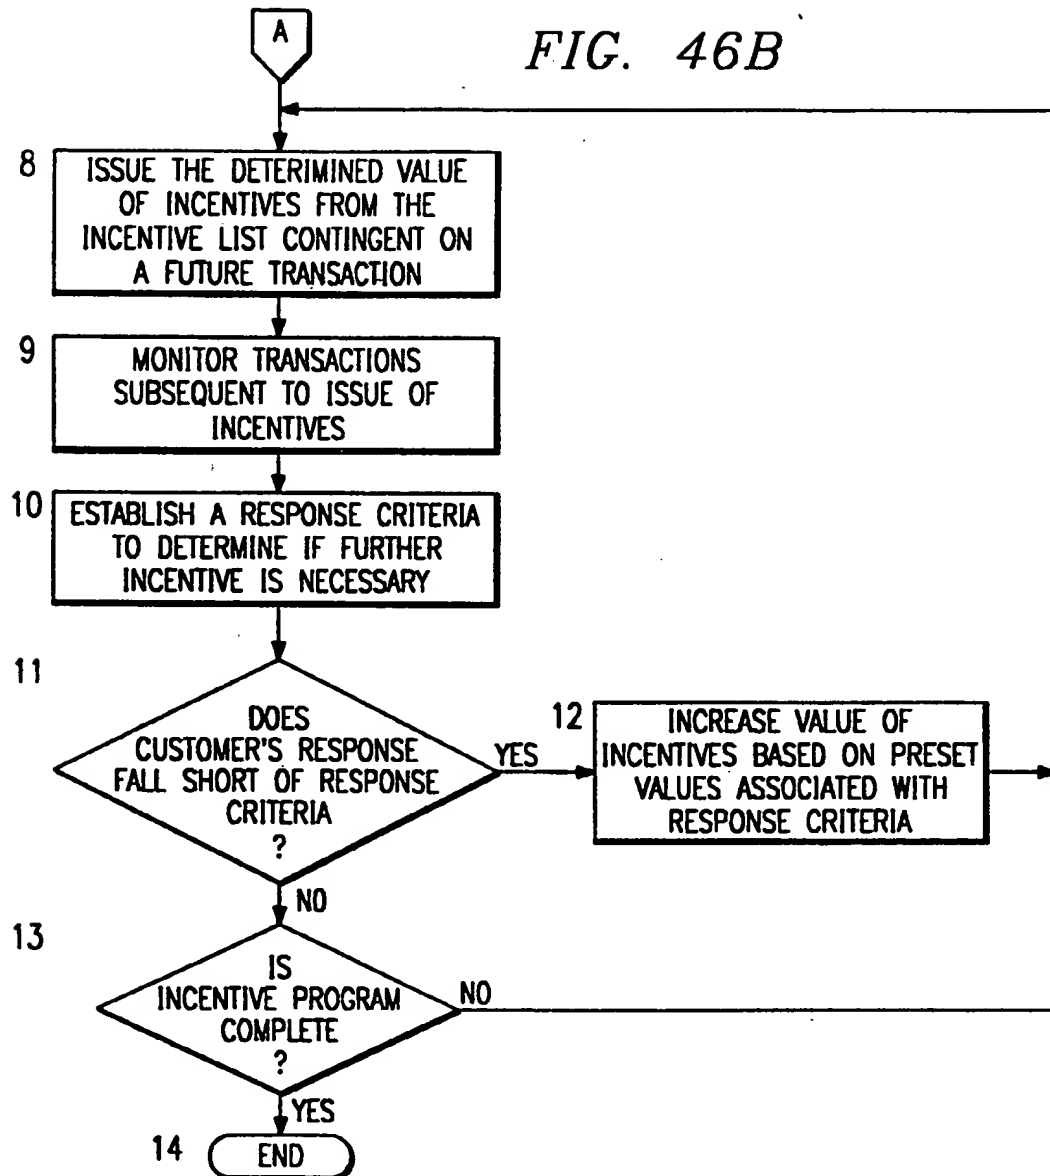 A
FIG. 46B
8
ISSUE THE DETERIMINED VALUE
OF INCENTIVES FROM THE
INCENTIVE LIST CONTINGENT ON
A FUTURE TRANSACTION
9
MONITOR TRANSACTIONS
SUBSEQUENT TO ISSUE OF
INCENTIVES
10
ESTABLISH A RESPONSE CRITERIA
TO DETERMINE IF FURTHER
INCENTIVE IS NECESSARY
11
DOES
CUSTOMER'S RESPONSE
FALL SHORT OF RESPONSE
CRITERIA
?
YES
12
INCREASE VALUE OF
INCENTIVES BASED ON PRESET
VALUES ASSOCIATED WITH
RESPONSE CRITERIA
NO
13
IS
INCENTIVE PROGRAM
COMPLETE
?
NO
YES
14
END